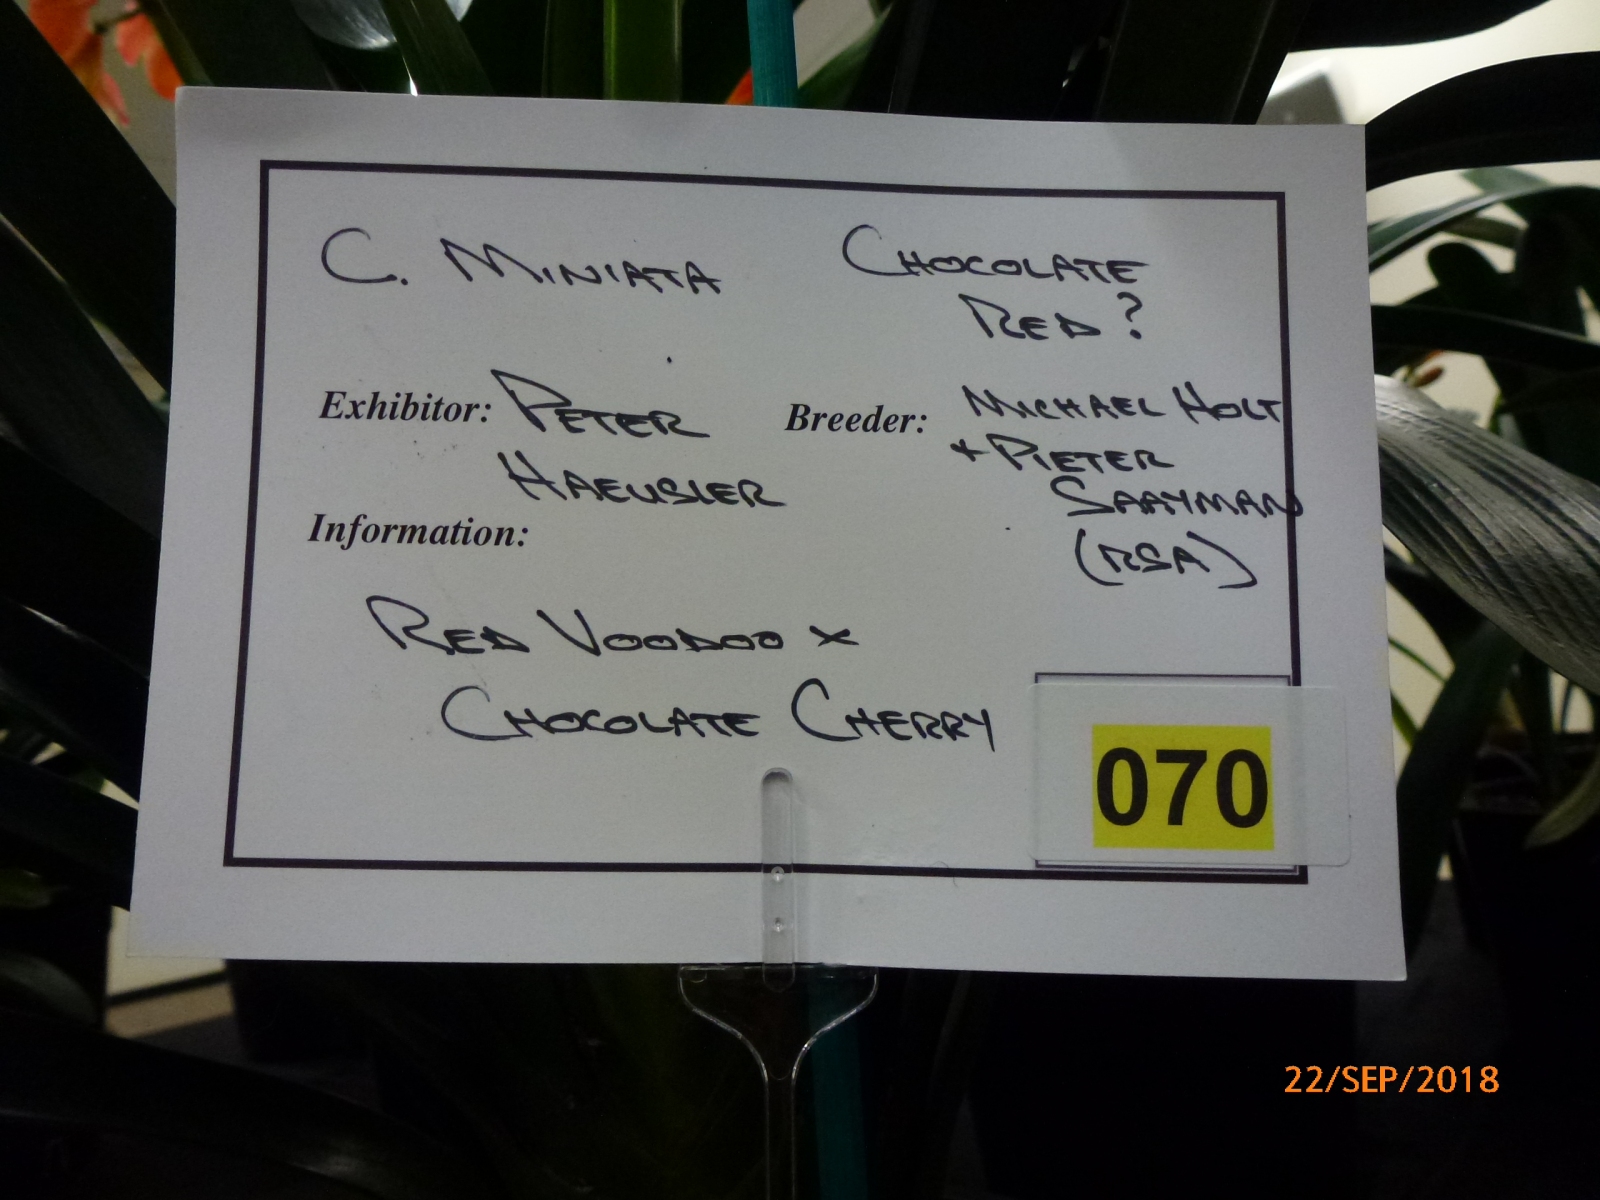 C. MINIATA CHOCOLATE
RED?
Exhibitor: PETER Breeder: MICHAEL HOLT
HAEUSLER + PIETER
SAAYMAN
Information: (RSA)
RED VOODOO X
CHOCOLATE CHERRY
070
22/SEP/2018